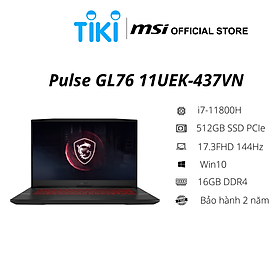 TIKI
msi OFFICIAL STORE
Pulse GL76 11UEK-437VN
i7-11800H
512GB SSD PCIe
17.3FHD 144Hz
Win10
16GB DDR4
Bảo hành 2 năm